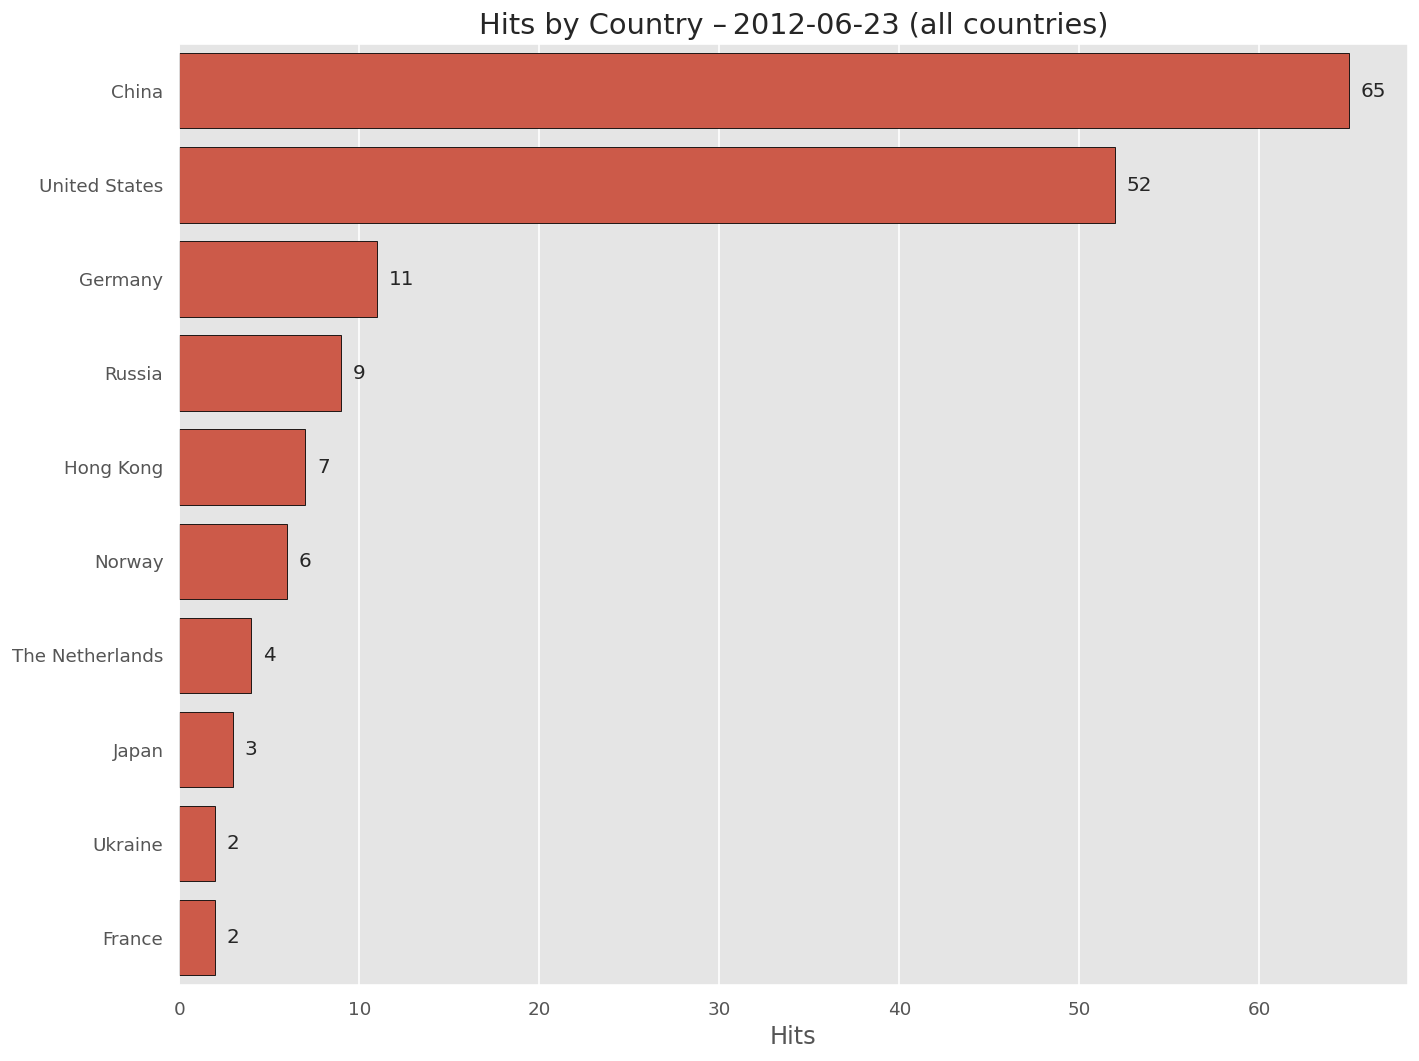 Hits by Country – 2012-06-23 (all countries)
China 65
United States 52
Germany 11
Russia 9
Hong Kong 7
Norway 6
The Netherlands 4
Japan 3
Ukraine 2
France 2
0 10 20 30 40 50 60
Hits